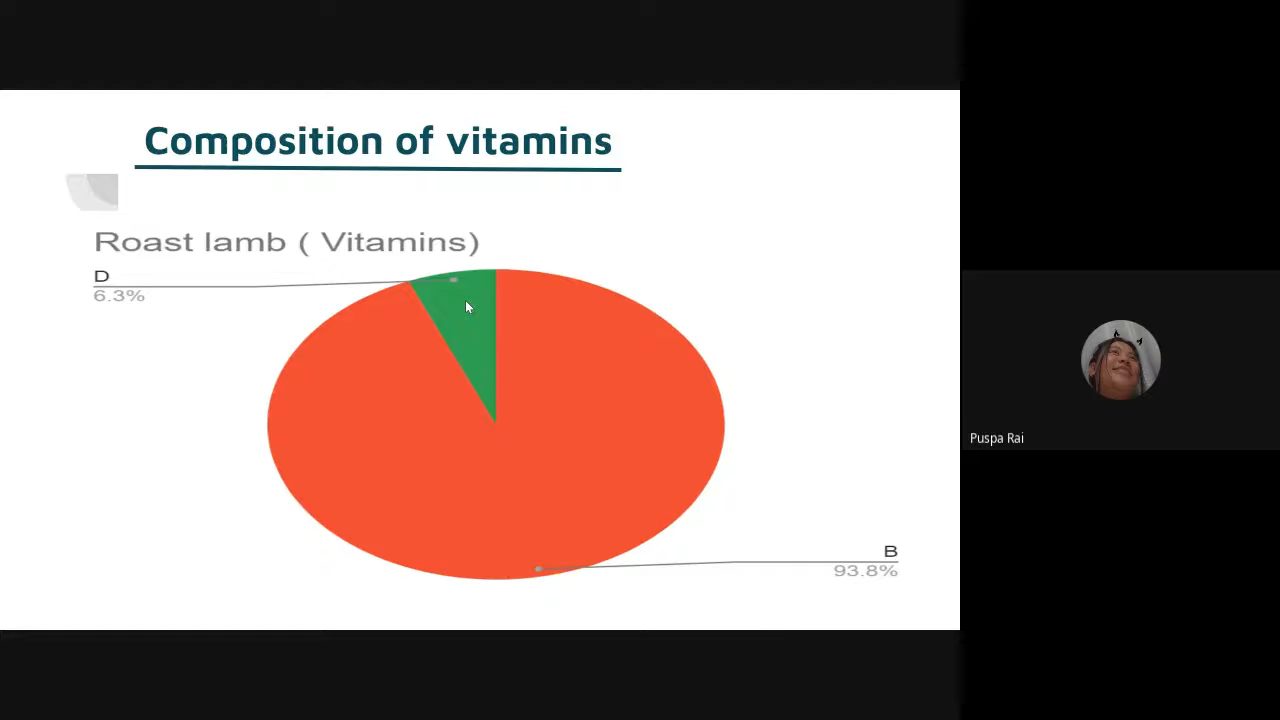 Composition of vitamins
Roast lamb ( Vitamins)
D
6.3%
B
93.8%
Puspa Rai